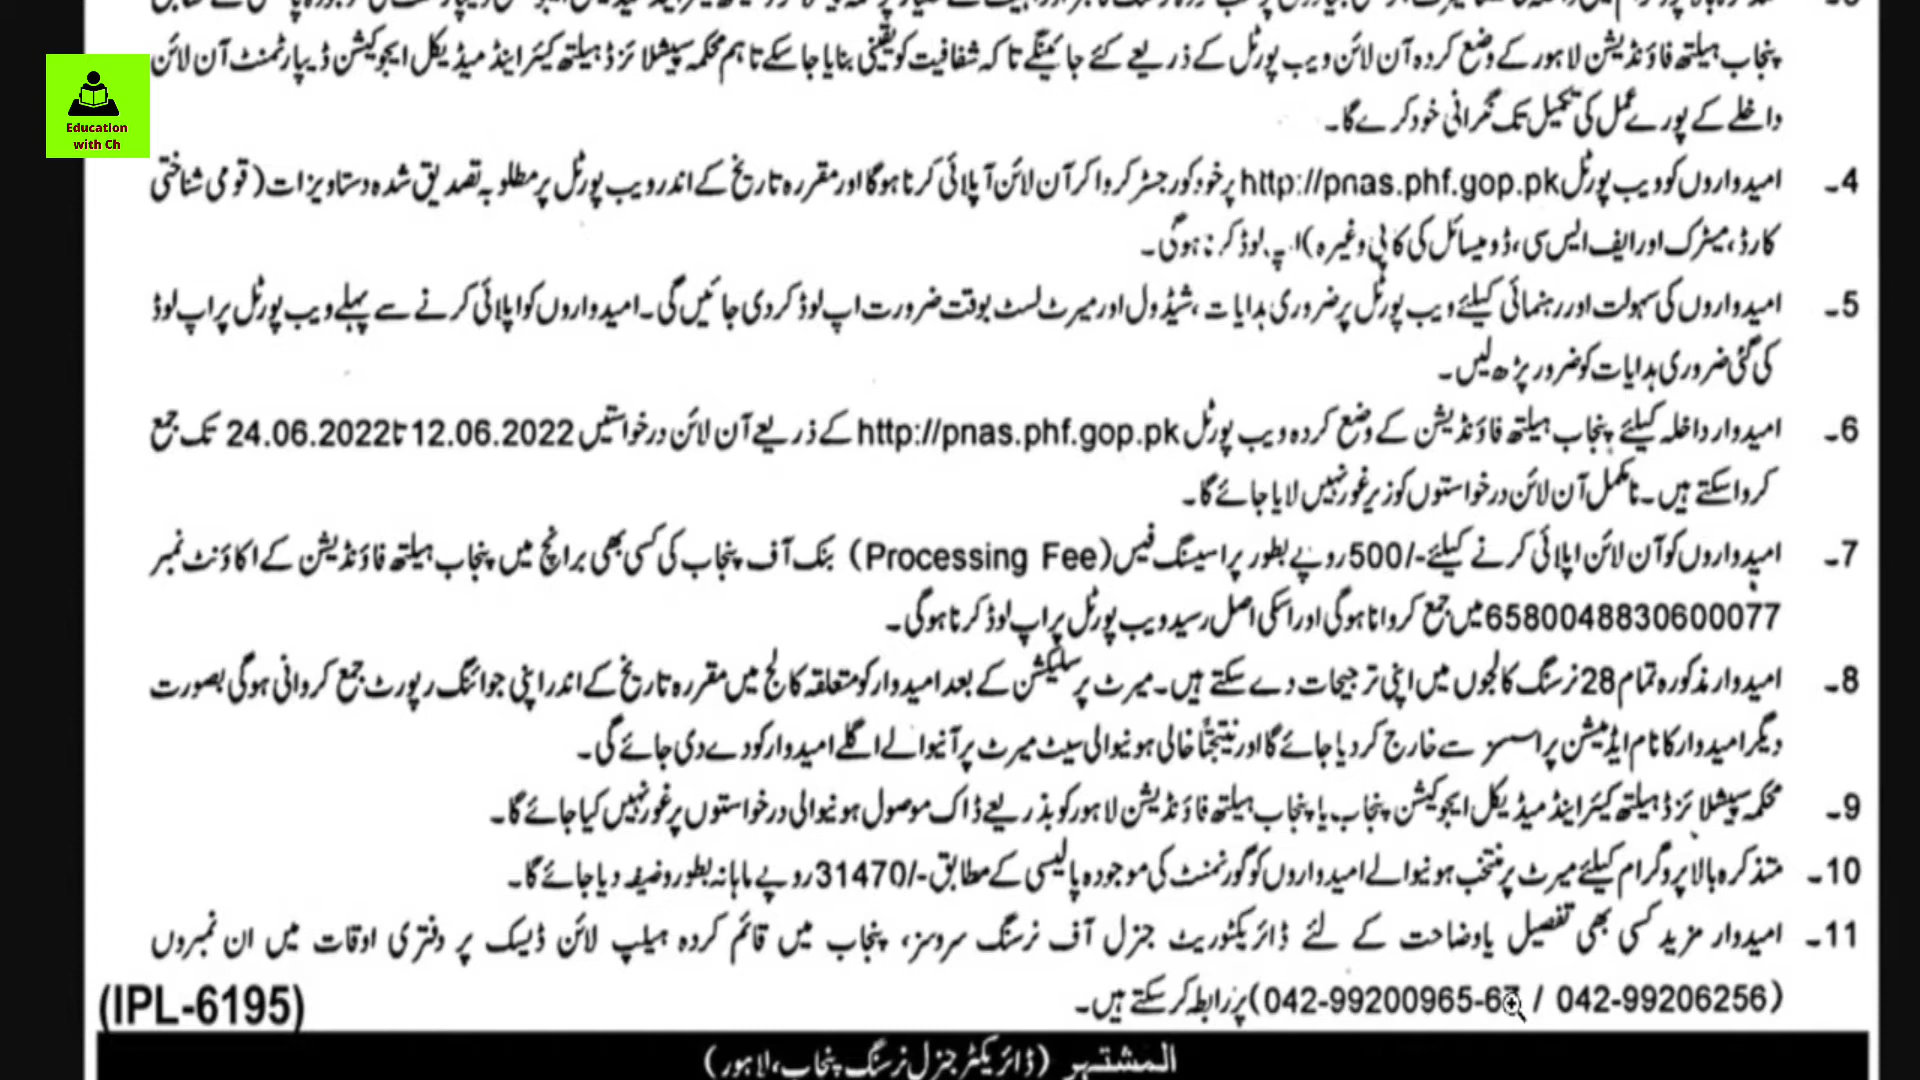 پنجاب ہیلتھ فاؤنڈیشن لاہور کے وضع کردہ آن لائن ویب پورٹل کے ذریعے کئے جائینگے تاکہ شفافیت کو یقینی بنایا جا سکے تاہم محکمہ سپیشلائزڈ ہیلتھ کیئر اینڈ میڈیکل ایجوکیشن ڈیپارٹمنٹ آن لائن
داخلے کے پورے عمل کی تکمیل تک نگرانی خود کرے گا۔
4۔ امیدواروں کو ویب پورٹل http://pnas.phf.gop.pk پر خود کو رجسٹر کروا کر آن لائن آپلائی کرنا ہوگا اور مقررہ تاریخ کے اندر ویب پورٹل پر مطلوبہ تصدیق شدہ دستاویزات (قومی شناختی
کارڈ، میٹرک اور ایف ایس سی، ڈومیسائل کی کاپی وغیرہ) اپ لوڈ کرنا ہوگی۔
5۔ امیدواروں کی سہولت اور رہنمائی کیلئے ویب پورٹل پر ضروری ہدایات، شیڈول اور میرٹ لسٹ بوقت ضرورت اپ لوڈ کر دی جائیں گی۔ امیدواروں کو اپلائی کرنے سے پہلے ویب پورٹل پر اپ لوڈ
کی گئی ضروری ہدایات کو ضرور پڑھ لیں۔
6۔ امیدوار داخلہ کیلئے پنجاب ہیلتھ فاؤنڈیشن کے وضع کردہ ویب پورٹل http://pnas.phf.gop.pk کے ذریعے آن لائن درخواستیں 12.06.2022 تا 24.06.2022 تک جمع
کروا سکتے ہیں۔ نامکمل آن لائن درخواستوں کو زیر غور نہیں لایا جائے گا۔
7۔ امیدواروں کو آن لائن اپلائی کرنے کیلئے -/500 روپے بطور پراسیسنگ فیس (Processing Fee) بنک آف پنجاب کی کسی بھی برانچ میں پنجاب ہیلتھ فاؤنڈیشن کے اکاؤنٹ نمبر
6580048830600077 میں جمع کروانا ہوگی اور اسکی اصل رسید ویب پورٹل پر اپ لوڈ کرنا ہوگی۔
8۔ امیدوار مذکورہ تمام 28 نرسنگ کالجوں میں اپنی ترجیحات دے سکتے ہیں۔ میرٹ پر سلیکشن کے بعد امیدوار کو متعلقہ کالج میں مقررہ تاریخ کے اندر اپنی جوائننگ رپورٹ جمع کروانی ہوگی بصورت
دیگر امیدوار کا نام ایڈمیشن پراسس سے خارج کر دیا جائے گا اور نتیجتاً خالی ہونیوالی سیٹ میرٹ پر آنیوالے اگلے امیدوار کو دے دی جائے گی۔
9۔ محکمہ سپیشلائزڈ ہیلتھ کیئر اینڈ میڈیکل ایجوکیشن پنجاب یا پنجاب ہیلتھ فاؤنڈیشن لاہور کو بذریعے ڈاک موصول ہونیوالی درخواستوں پر غور نہیں کیا جائے گا۔
10۔ متذکرہ بالا پروگرام کیلئے میرٹ پر منتخب ہونیوالے امیدواروں کو گورنمنٹ کی موجودہ پالیسی کے مطابق -/31470 روپے ماہانہ بطور وظیفہ دیا جائے گا۔
11۔ امیدوار مزید کسی بھی تفصیل یا وضاحت کے لئے ڈائریکٹوریٹ جنرل آف نرسنگ سروسز، پنجاب میں قائم کردہ ہیلپ لائن ڈیسک پر دفتری اوقات میں ان نمبروں
(042-99200965-67 / 042-99206256) پر رابطہ کر سکتے ہیں۔
(IPL-6195)
المشتہر (ڈائریکٹر جنرل نرسنگ پنجاب، لاہور)
Education
with Ch